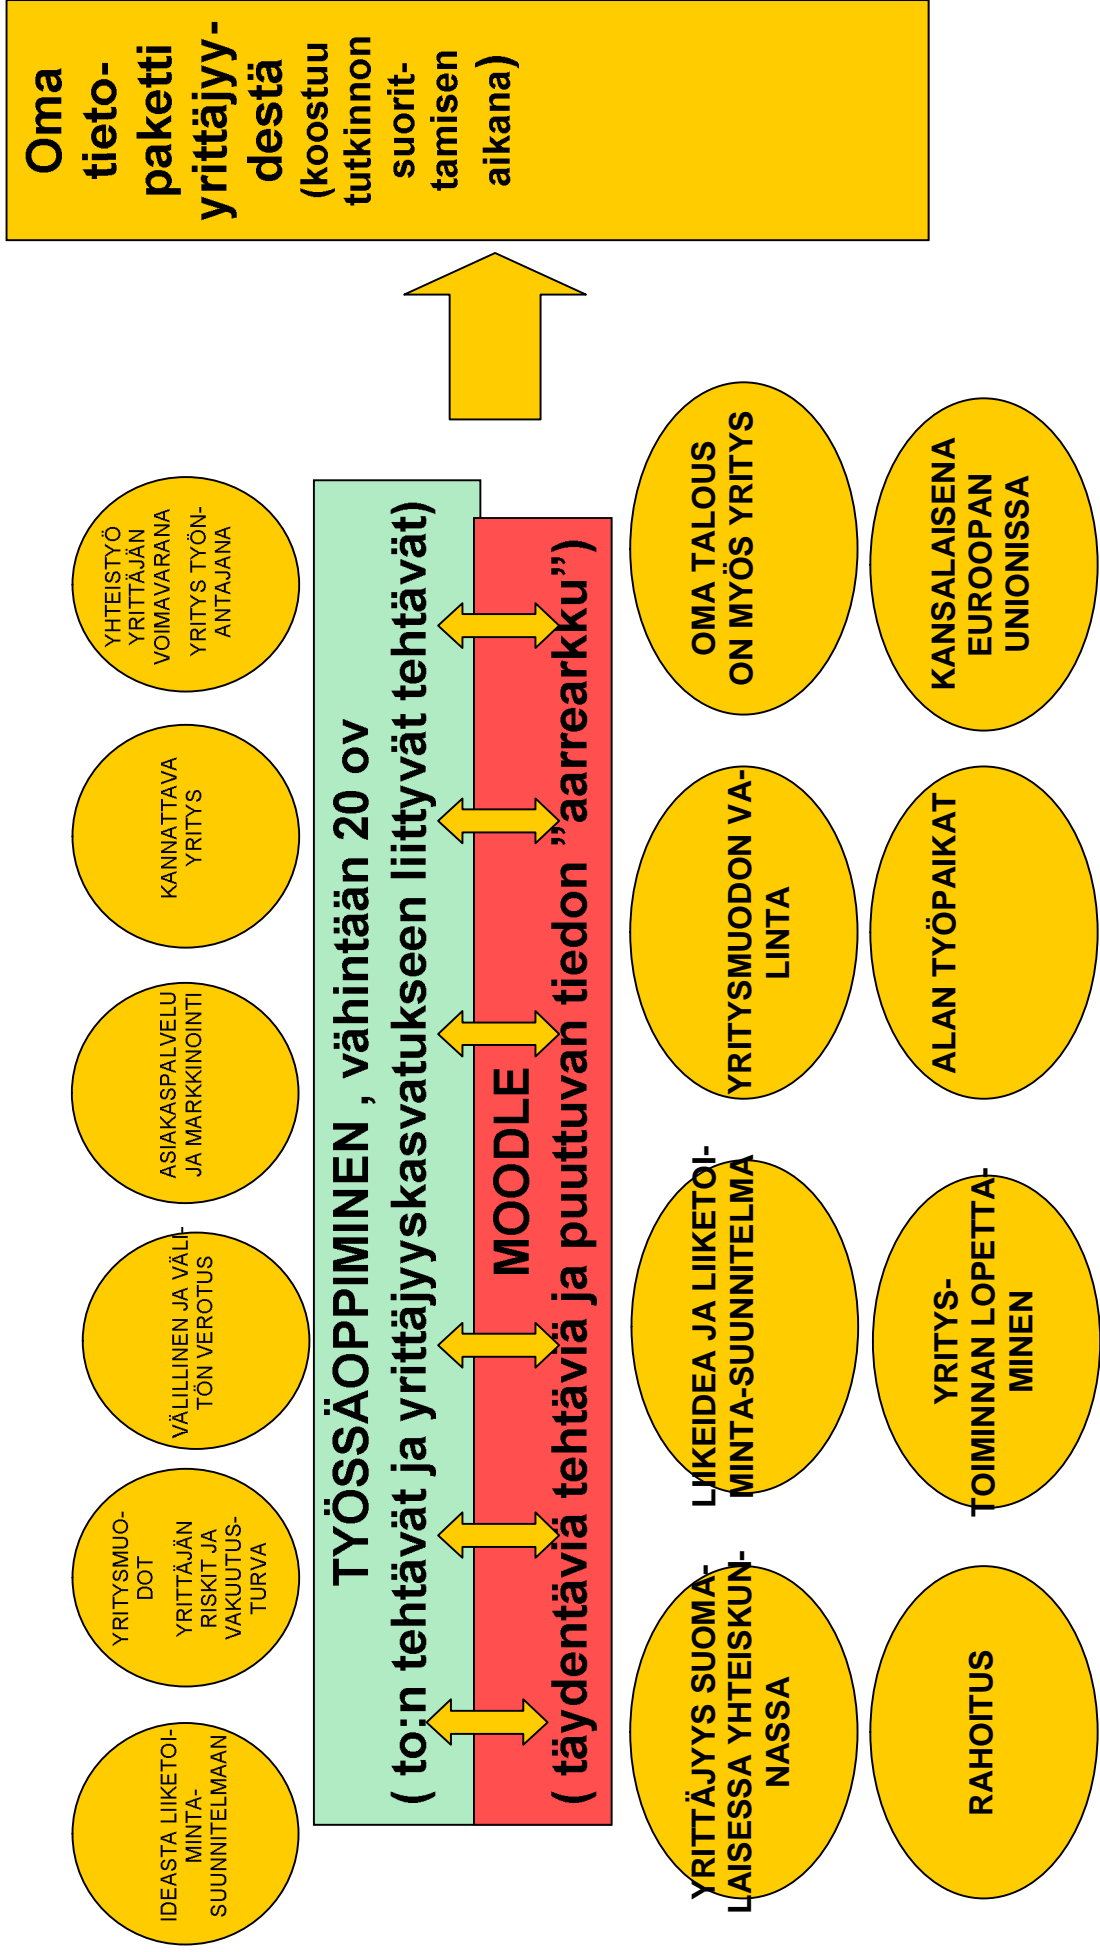 IDEASTA LIIKETOI-
MINTA-
SUUNNITELMAAN
YRITYSMUO-
DOT
YRITTÄJÄN
RISKIT JA
VAKUUTUS-
TURVA
VÄLILLINEN JA VÄLI-
TÖN VEROTUS
ASIAKASPALVELU
JA MARKKINOINTI
KANNATTAVA
YRITYS
YHTEISTYÖ
YRITTÄJÄN
VOIMAVARANA
YRITYS TYÖN-
ANTAJANA
TYÖSSÄOPPIMINEN , vähintään 20 ov
( to:n tehtävät ja yrittäjyyskasvatukseen liittyvät tehtävät)
MOODLE
( täydentäviä tehtäviä ja puuttuvan tiedon ”aarrearkku”)
YRITTÄJYYS SUOMA-
LAISESSA YHTEISKUN-
NASSA
LIIKEIDEA JA LIIKETOI-
MINTA-SUUNNITELMA
YRITYSMUODON VA-
LINTA
OMA TALOUS
ON MYÖS YRITYS
RAHOITUS
YRITYS-
TOIMINNAN LOPETTA-
MINEN
ALAN TYÖPAIKAT
KANSALAISENA
EUROOPAN
UNIONISSA
Oma
tieto-
paketti
yrittäjyy-
destä
(koostuu
tutkinnon
suorit-
tamisen
aikana)